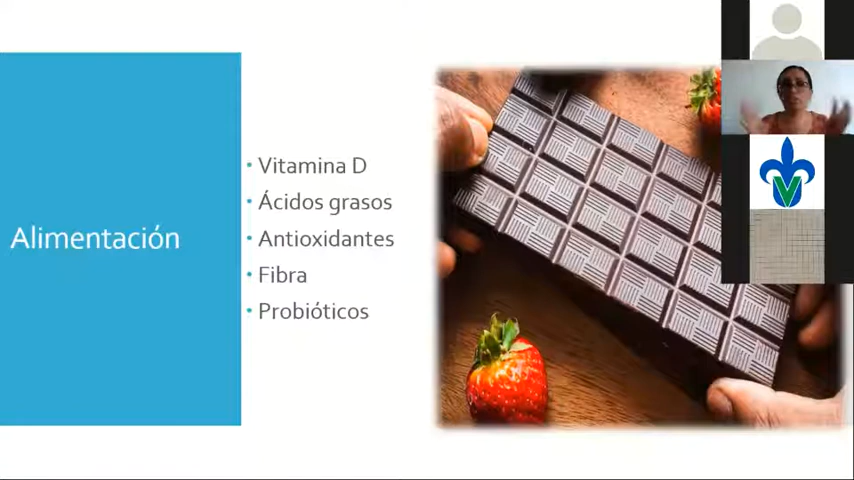 Alimentación
Vitamina D
Ácidos grasos
Antioxidantes
Fibra
Probióticos